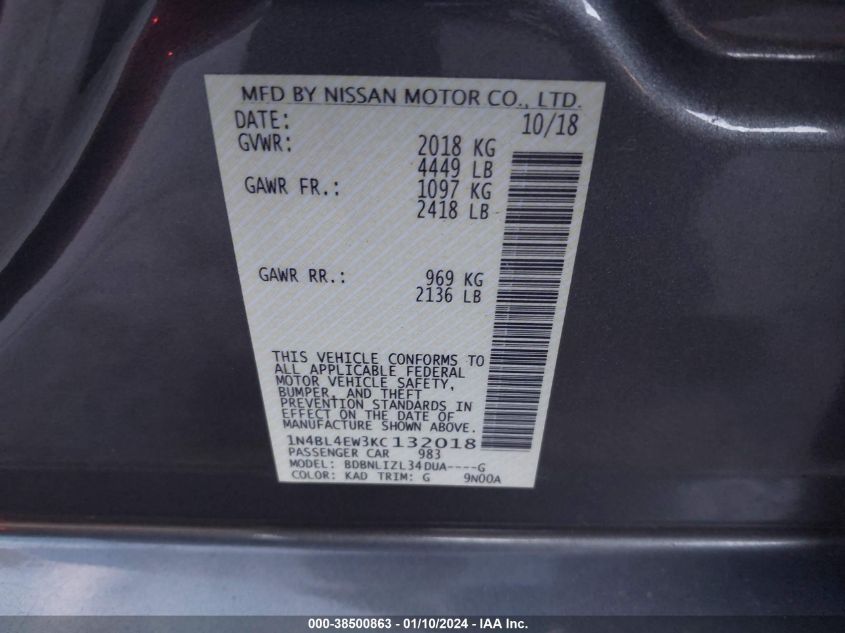 MFD BY NISSAN MOTOR CO., LTD.
DATE: 10/18
GVWR: 2018 KG
4449 LB
GAWR FR.: 1097 KG
2418 LB
GAWR RR.: 969 KG
2136 LB
THIS VEHICLE CONFORMS TO
ALL APPLICABLE FEDERAL
MOTOR VEHICLE SAFETY,
BUMPER, AND THEFT
PREVENTION STANDARDS IN
EFFECT ON THE DATE OF
MANUFACTURE SHOWN ABOVE.
1N4BL4EW3KC132018
PASSENGER CAR 983
MODEL: BDBNLIZL34DUA----G
COLOR: KAD TRIM: G 9N00A
000-38500863 - 01/10/2024 - IAA Inc.